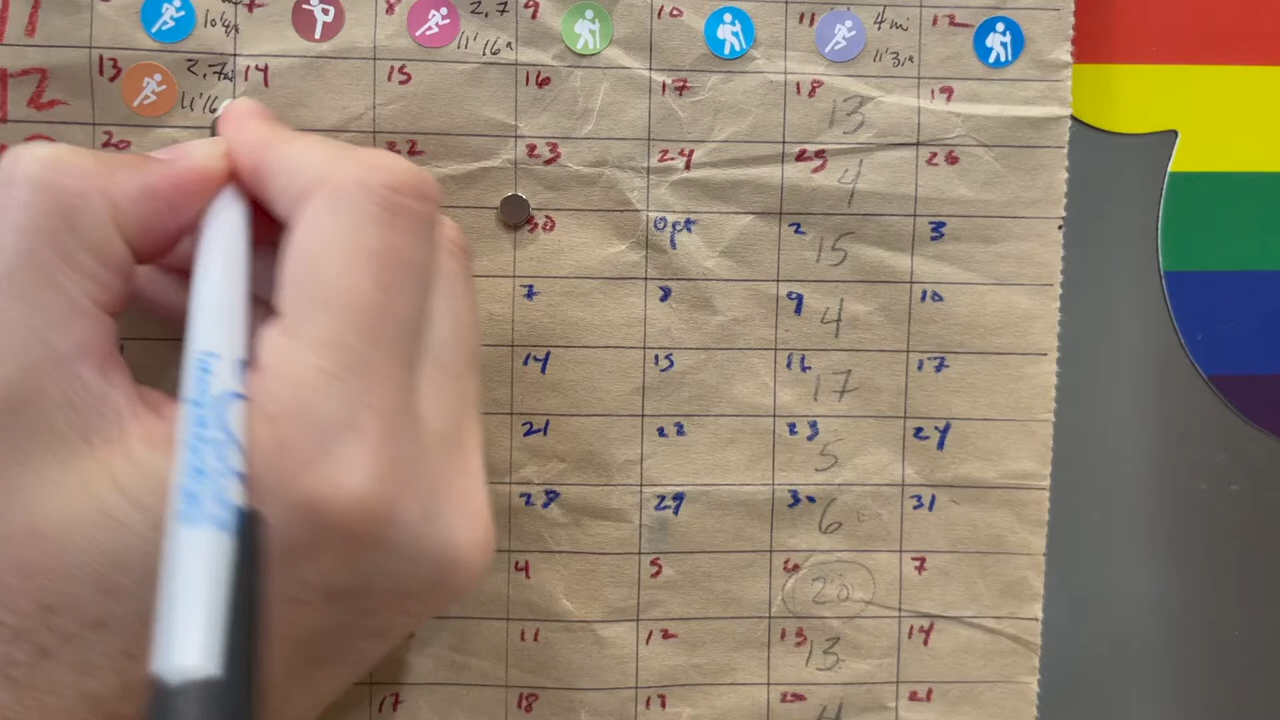 11 7 8 2.7 9 10 11 4mi 12
10'4 11'16" 11'31"
12 13 2.7mi 14 15 16 17 18 19
11'16 13
20 22 23 24 25 26
4
30 Oct 2 3
15
7 8 9 10
4
14 15 16 17
17
21 22 23 24
5
28 29 30 31
6
4 5 6 7
20
11 12 13 14
13
17 18 19 20 21
4